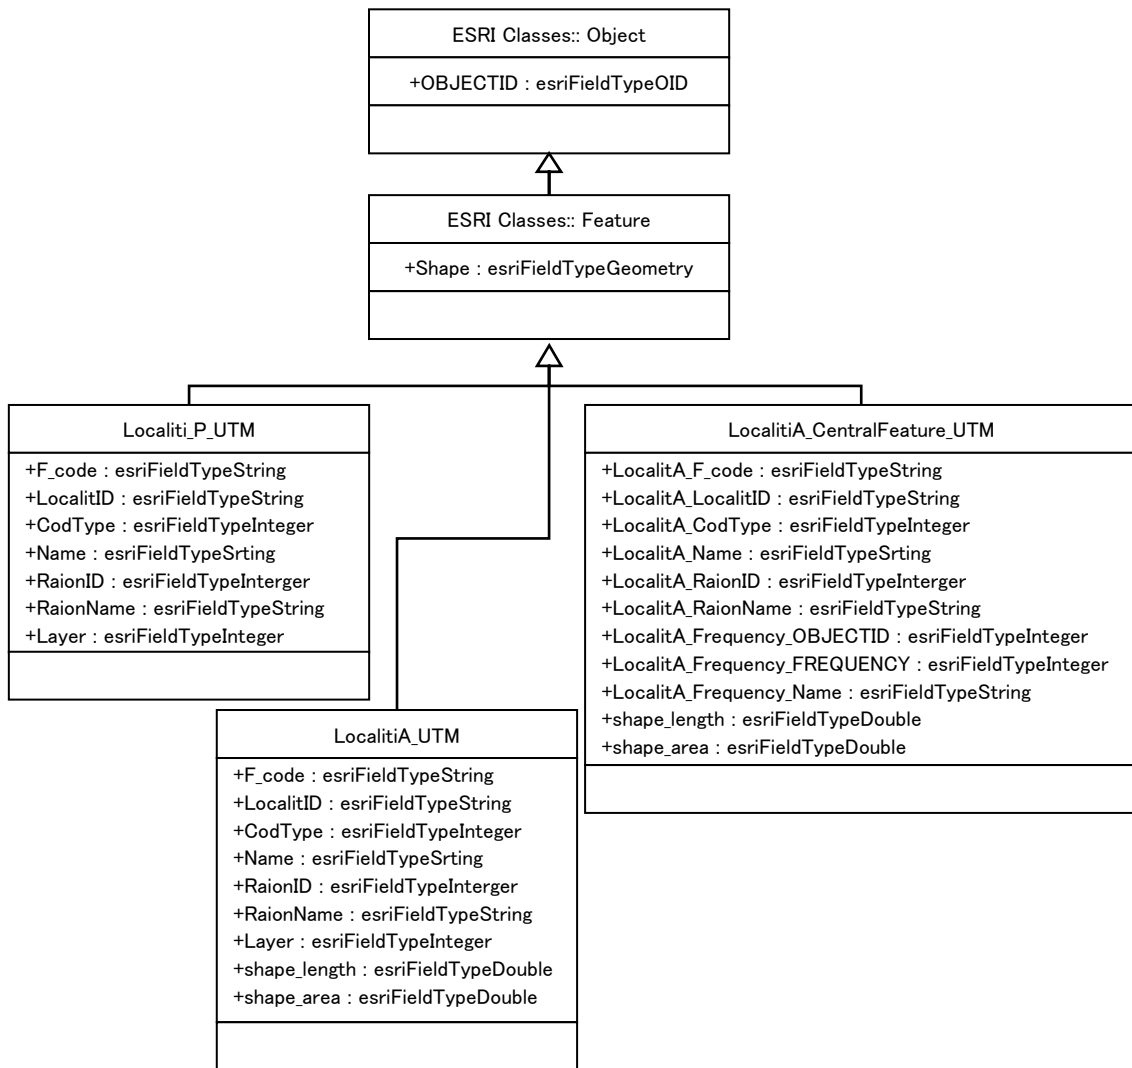 ESRI Classes:: Object
+OBJECTID : esriFieldTypeOID
ESRI Classes:: Feature
+Shape : esriFieldTypeGeometry
Localiti_P_UTM
+F_code : esriFieldTypeString
+LocalitID : esriFieldTypeString
+CodType : esriFieldTypeInteger
+Name : esriFieldTypeSrting
+RaionID : esriFieldTypeInterger
+RaionName : esriFieldTypeString
+Layer : esriFieldTypeInteger
LocalitiA_CentralFeature_UTM
+LocalitA_F_code : esriFieldTypeString
+LocalitA_LocalitID : esriFieldTypeString
+LocalitA_CodType : esriFieldTypeInteger
+LocalitA_Name : esriFieldTypeSrting
+LocalitA_RaionID : esriFieldTypeInterger
+LocalitA_RaionName : esriFieldTypeString
+LocalitA_Frequency_OBJECTID : esriFieldTypeInteger
+LocalitA_Frequency_FREQUENCY : esriFieldTypeInteger
+LocalitA_Frequency_Name : esriFieldTypeString
+shape_length : esriFieldTypeDouble
+shape_area : esriFieldTypeDouble
LocalitiA_UTM
+F_code : esriFieldTypeString
+LocalitID : esriFieldTypeString
+CodType : esriFieldTypeInteger
+Name : esriFieldTypeSrting
+RaionID : esriFieldTypeInterger
+RaionName : esriFieldTypeString
+Layer : esriFieldTypeInteger
+shape_length : esriFieldTypeDouble
+shape_area : esriFieldTypeDouble